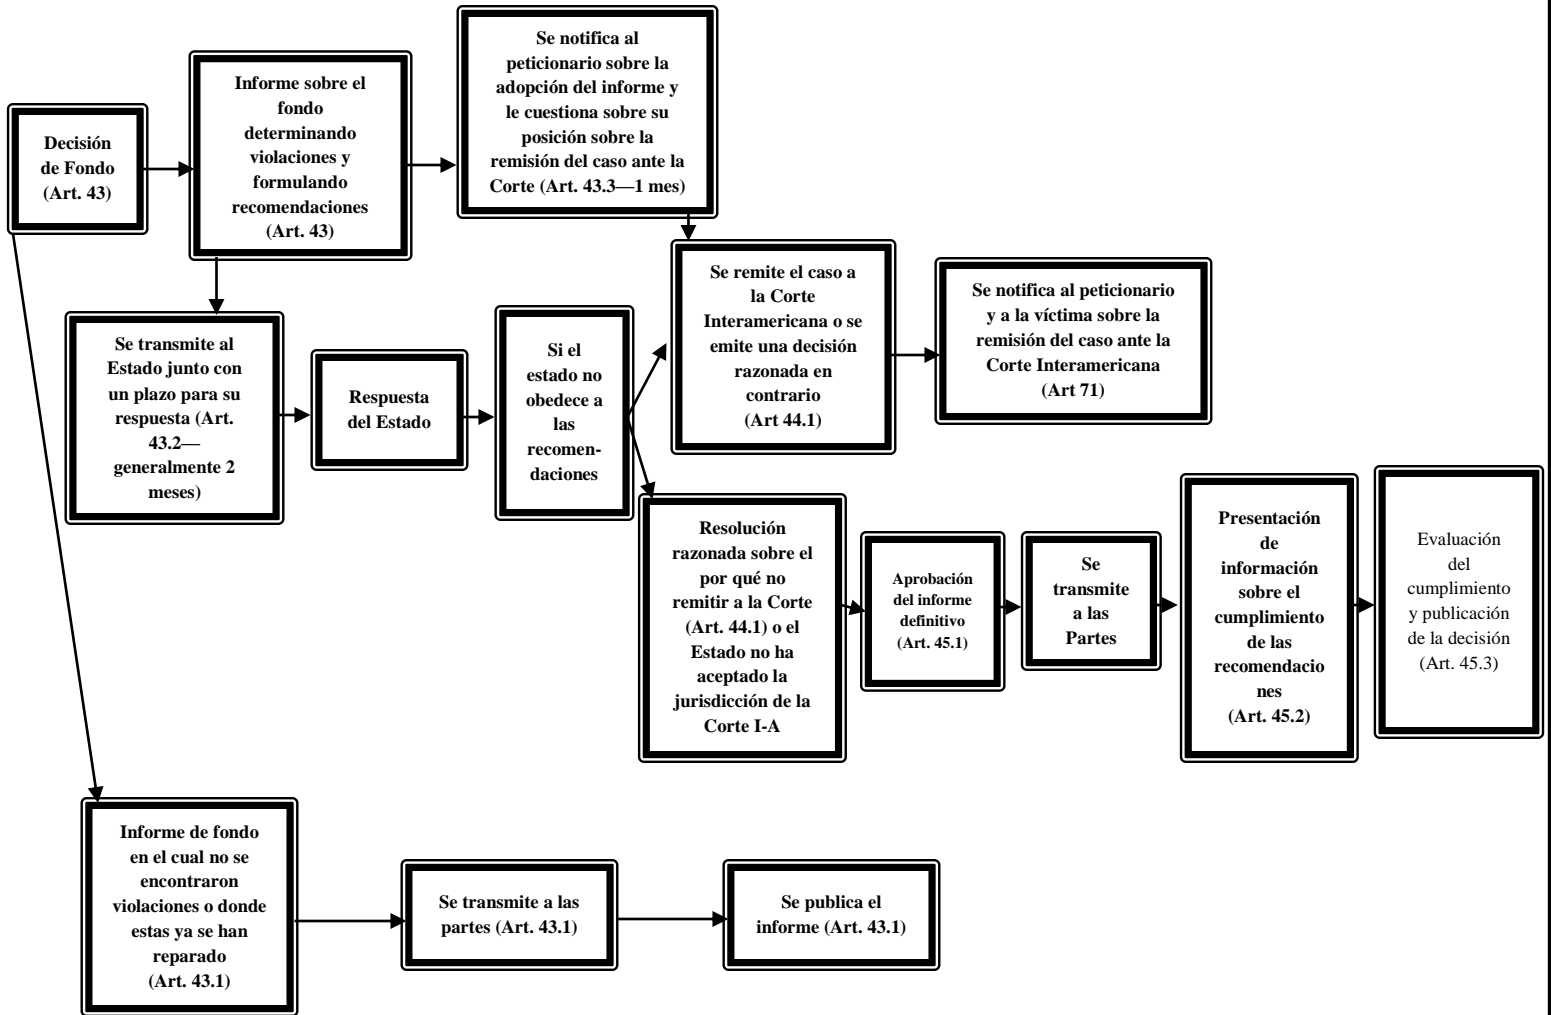 Decisión
de Fondo
(Art. 43)
Informe sobre el
fondo
determinando
violaciones y
formulando
recomendaciones
(Art. 43)
Se notifica al
peticionario sobre la
adopción del informe y
le cuestiona sobre su
posición sobre la
remisión del caso ante la
Corte (Art. 43.3—1 mes)
Se transmite al
Estado junto con
un plazo para su
respuesta (Art.
43.2—
generalmente 2
meses)
Respuesta
del Estado
Si el
estado no
obedece a
las
recomen-
daciones
Se remite el caso a
la Corte
Interamericana o se
emite una decisión
razonada en
contrario
(Art 44.1)
Se notifica al peticionario
y a la víctima sobre la
remisión del caso ante la
Corte Interamericana
(Art 71)
Resolución
razonada sobre el
por qué no
remitir a la Corte
(Art. 44.1) o el
Estado no ha
aceptado la
jurisdicción de la
Corte I-A
Aprobación
del informe
definitivo
(Art. 45.1)
Se
transmite
a las
Partes
Presentación
de
información
sobre el
cumplimiento
de las
recomendacio
nes
(Art. 45.2)
Evaluación
del
cumplimiento
y publicación
de la decisión
(Art. 45.3)
Informe de fondo
en el cual no se
encontraron
violaciones o donde
estas ya se han
reparado
(Art. 43.1)
Se transmite a las
partes (Art. 43.1)
Se publica el
informe (Art. 43.1)